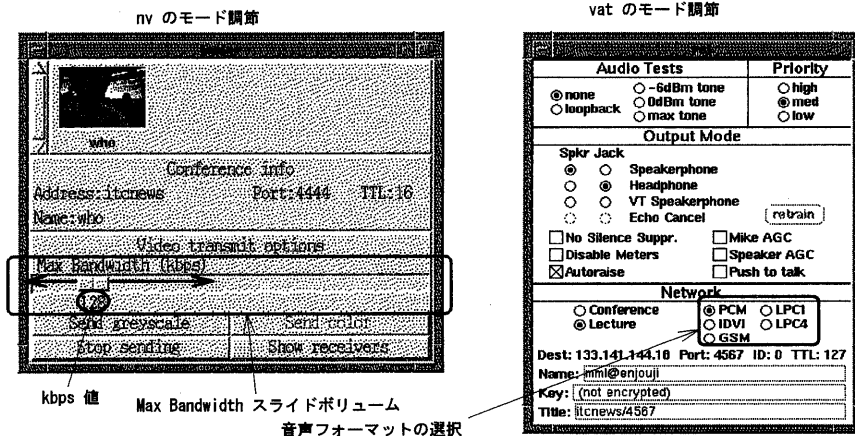 nv のモード調節
who
Conference info
Address:itcnews Port:4444 TTL:16
Name:who
Video transmit options
Max Bandwidth (kbps)
128
Send greyscale Send color
Stop sending Show receivers
kbps 値
Max Bandwidth スライドボリューム
音声フォーマットの選択
vat のモード調節
Audio Tests Priority
none -6dBm tone high
loopback 0dBm tone med
max tone low
Output Mode
Spkr Jack
Speakerphone
Headphone
VT Speakerphone
Echo Cancel retrain
No Silence Suppr. Mike AGC
Disable Meters Speaker AGC
Autoraise Push to talk
Network
Conference PCM LPC1
Lecture IDVI LPC4
GSM
Dest: 133.141.144.16 Port: 4567 ID: 0 TTL: 127
Name: mmi@enjouji
Key: (not encrypted)
Title: itcnews/4567